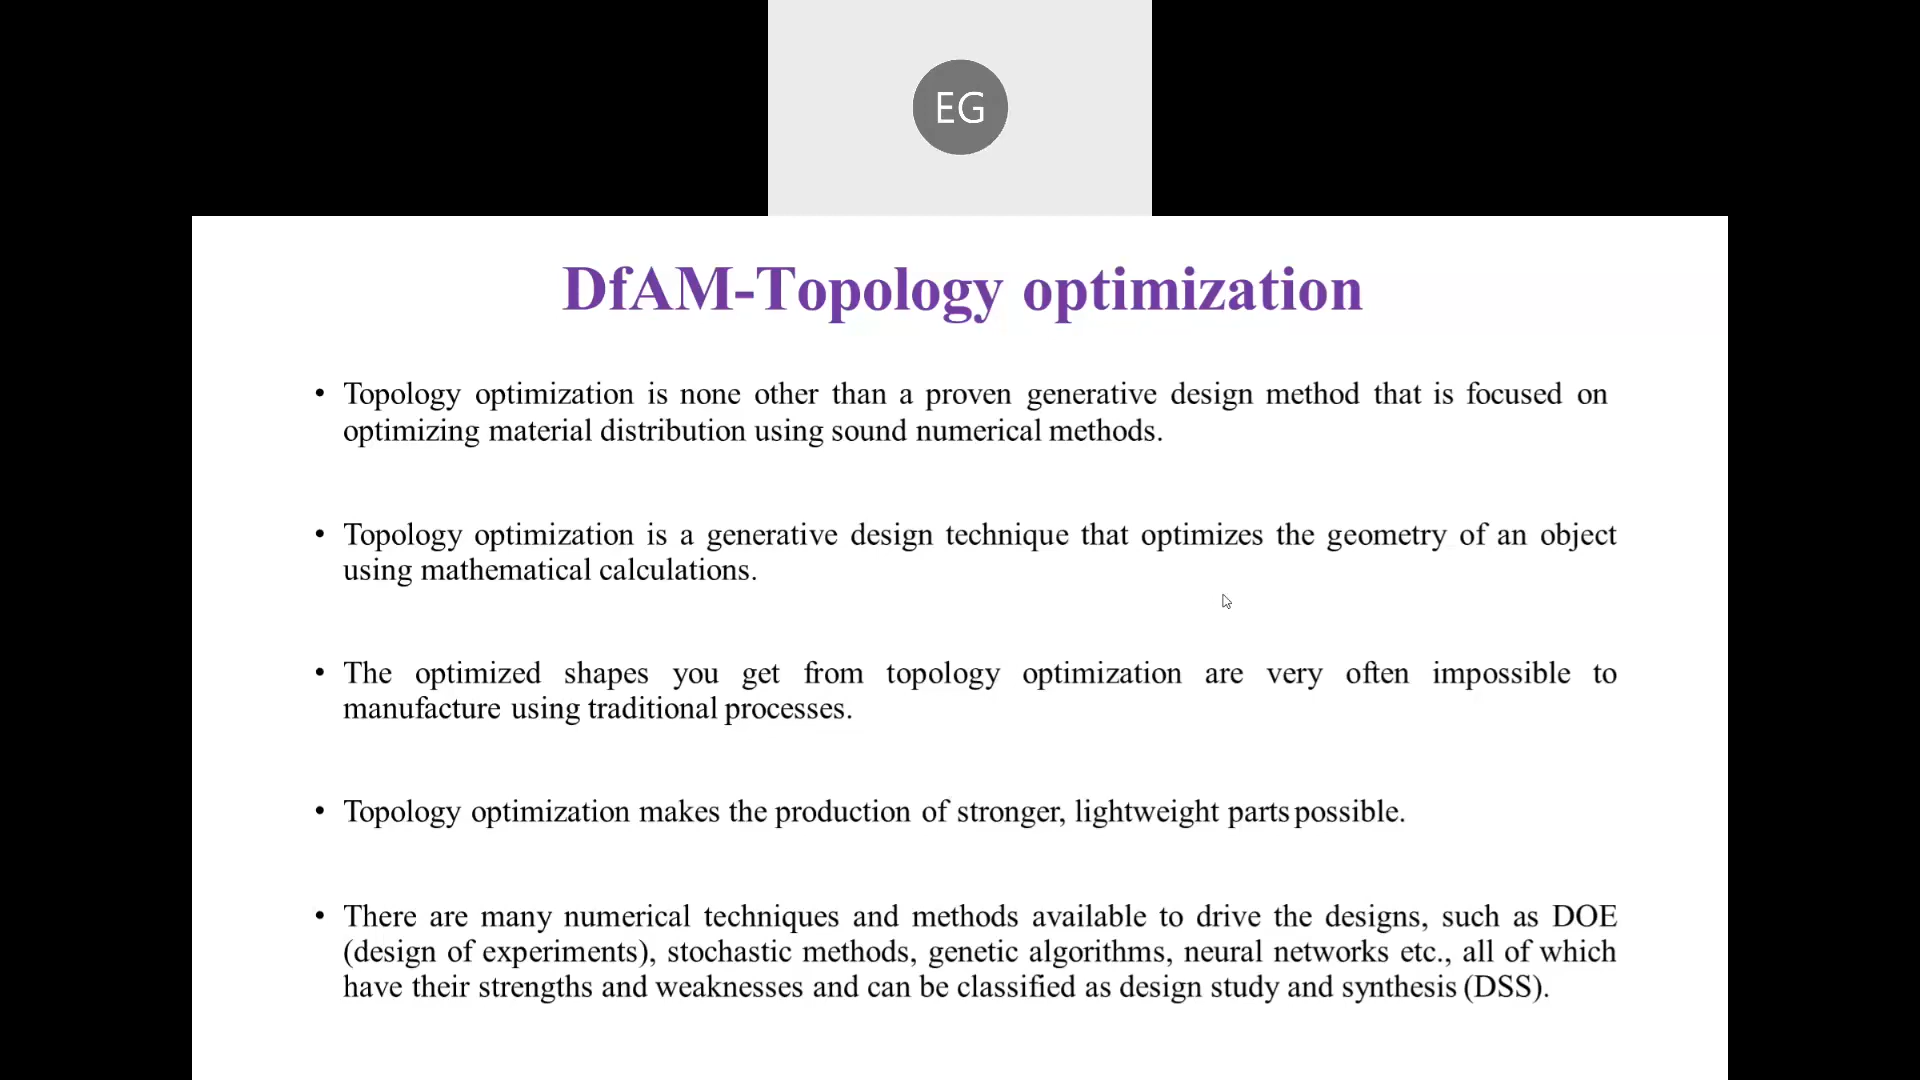 EG
DfAM-Topology optimization
• Topology optimization is none other than a proven generative design method that is focused on
optimizing material distribution using sound numerical methods.
• Topology optimization is a generative design technique that optimizes the geometry of an object
using mathematical calculations.
• The optimized shapes you get from topology optimization are very often impossible to
manufacture using traditional processes.
• Topology optimization makes the production of stronger, lightweight parts possible.
• There are many numerical techniques and methods available to drive the designs, such as DOE
(design of experiments), stochastic methods, genetic algorithms, neural networks etc., all of which
have their strengths and weaknesses and can be classified as design study and synthesis (DSS).